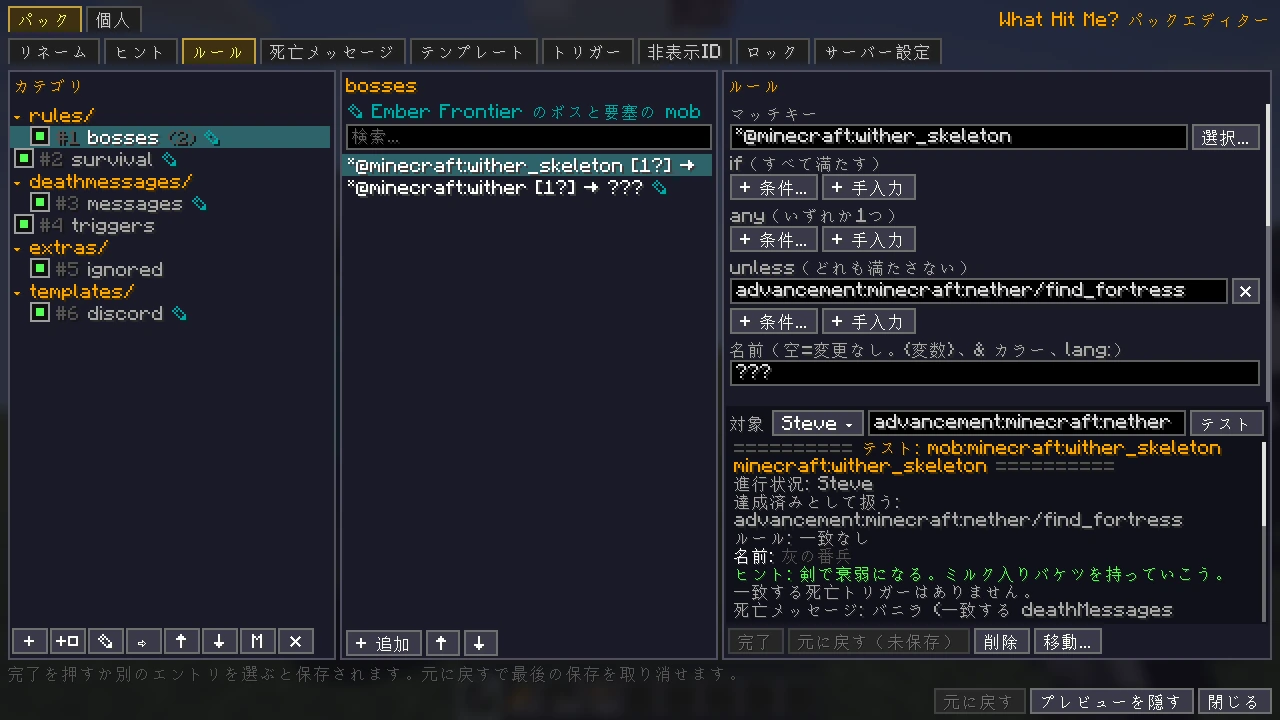 パック 個人 What Hit Me? パックエディター
リネーム ヒント ルール 死亡メッセージ テンプレート トリガー 非表示ID ロック サーバー設定
カテゴリ
rules/
#1 bosses (2)
#2 survival
deathmessages/
#3 messages
#4 triggers
extras/
#5 ignored
templates/
#6 discord
+ +□ ✎ ⇨ ↑ ↓ M ×
bosses
✎ Ember Frontier のボスと要塞の mob
検索...
*@minecraft:wither_skeleton [1?] →
*@minecraft:wither [1?] → ??? ✎
+ 追加 ↑ ↓
ルール
マッチキー
*@minecraft:wither_skeleton 選択...
if（すべて満たす）
+ 条件... + 手入力
any（いずれか1つ）
+ 条件... + 手入力
unless（どれも満たさない）
advancement:minecraft:nether/find_fortress ×
+ 条件... + 手入力
名前（空=変更なし。{変数}、& カラー、lang:）
???
対象 Steve advancement:minecraft:nether テスト
========== テスト: mob:minecraft:wither_skeleton
minecraft:wither_skeleton ==========
進行状況: Steve
達成済みとして扱う:
advancement:minecraft:nether/find_fortress
ルール: 一致なし
名前: 灰の番兵
ヒント: 剣で衰弱になる。ミルク入りバケツを持っていこう。
一致する死亡トリガーはありません。
死亡メッセージ: バニラ (一致する deathMessages
完了 元に戻す（未保存） 削除 移動...
完了を押すか別のエントリを選ぶと保存されます。元に戻すで最後の保存を取り消せます。
元に戻す プレビューを隠す 閉じる